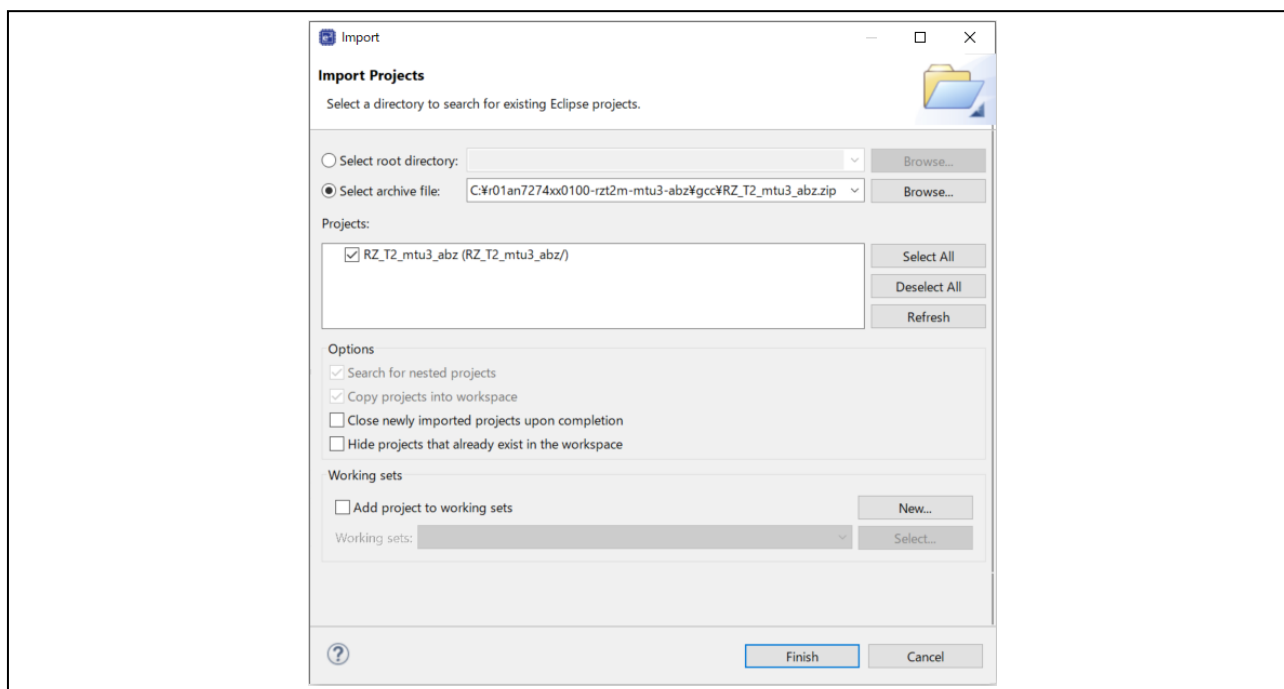 Import
Import Projects
Select a directory to search for existing Eclipse projects.
Select root directory:
Browse...
Select archive file:
C:¥r01an7274xx0100-rzt2m-mtu3-abz¥gcc¥RZ_T2_mtu3_abz.zip
Browse...
Projects:
RZ_T2_mtu3_abz (RZ_T2_mtu3_abz/)
Select All
Deselect All
Refresh
Options
Search for nested projects
Copy projects into workspace
Close newly imported projects upon completion
Hide projects that already exist in the workspace
Working sets
Add project to working sets
New...
Working sets:
Select...
?
Finish
Cancel